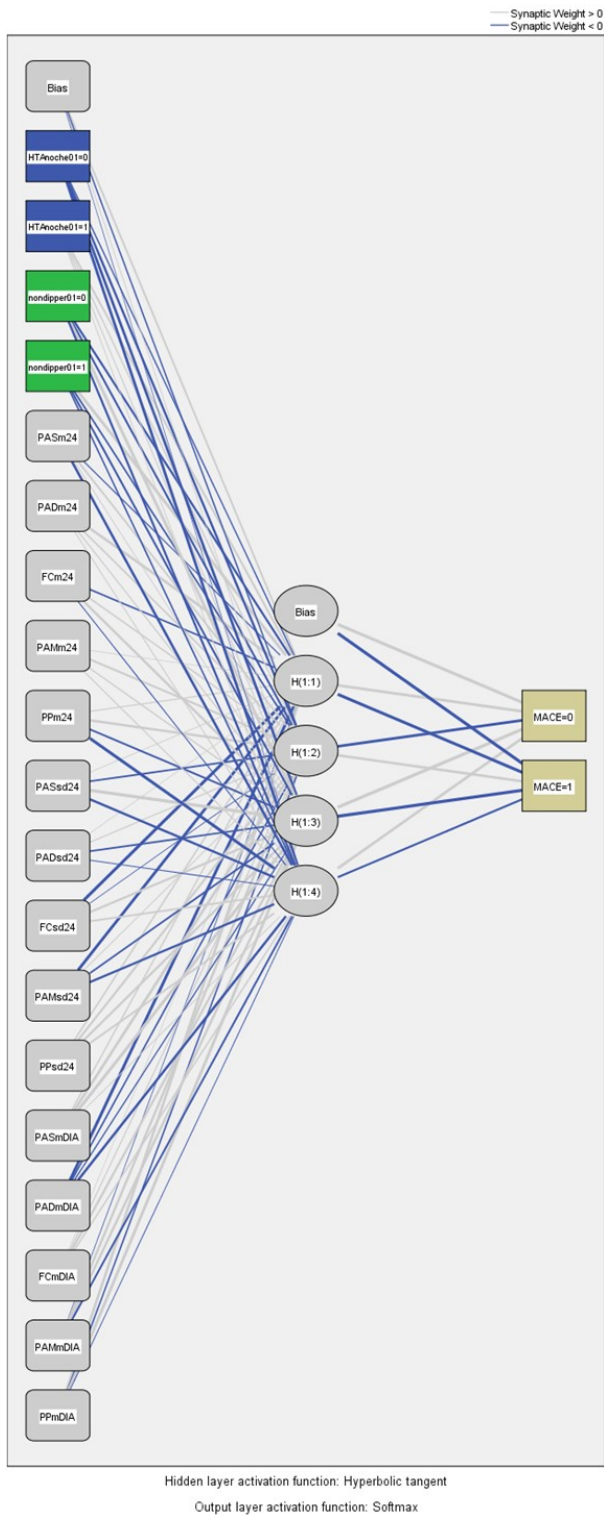 Synaptic Weight > 0
Synaptic Weight < 0
Bias
HTAnoche01=0
HTAnoche01=1
nondipper01=0
nondipper01=1
PASm24
PADm24
FCm24
PAMm24
PPm24
PASsd24
PADsd24
FCsd24
PAMsd24
PPsd24
PASmDIA
PADmDIA
FCmDIA
PAMmDIA
PPmDIA
Bias
H(1:1)
H(1:2)
H(1:3)
H(1:4)
MACE=0
MACE=1
Hidden layer activation function: Hyperbolic tangent
Output layer activation function: Softmax